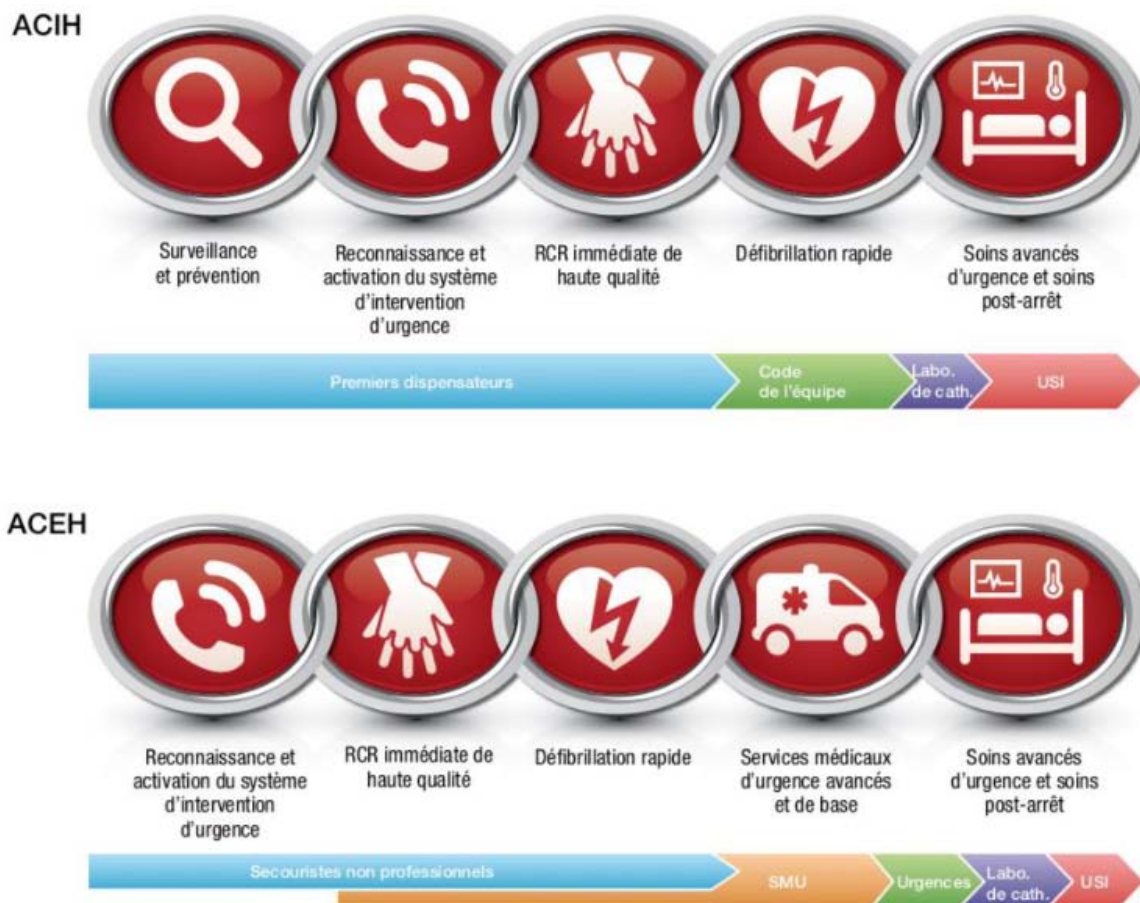 ACIH
Surveillance
et prévention
Reconnaissance et
activation du système
d'intervention
d'urgence
RCR immédiate de
haute qualité
Défibrillation rapide
Soins avancés
d'urgence et soins
post-arrêt
Premiers dispensateurs
Code
de l'équipe
Labo.
de cath.
USI
ACEH
Reconnaissance et
activation du système
d'intervention
d'urgence
RCR immédiate de
haute qualité
Défibrillation rapide
Services médicaux
d'urgence avancés
et de base
Soins avancés
d'urgence et soins
post-arrêt
Secouristes non professionnels
SMU
Urgences
Labo.
de cath.
USI